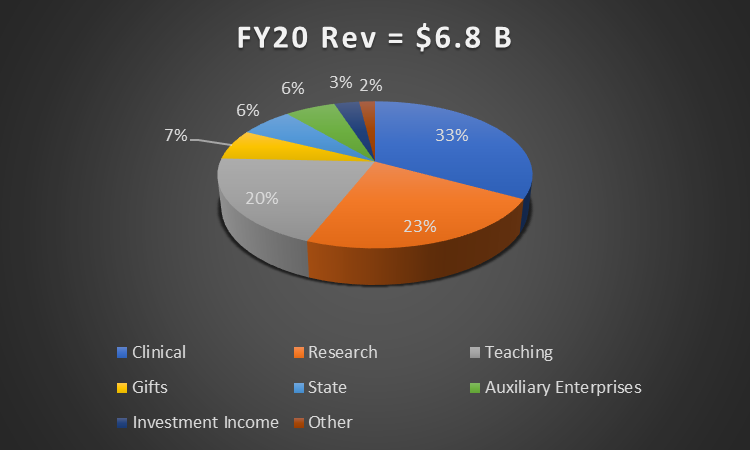 FY20 Rev = $6.8 B
33%
23%
20%
7%
6%
6%
3%
2%
Clinical
Research
Teaching
Gifts
State
Auxiliary Enterprises
Investment Income
Other